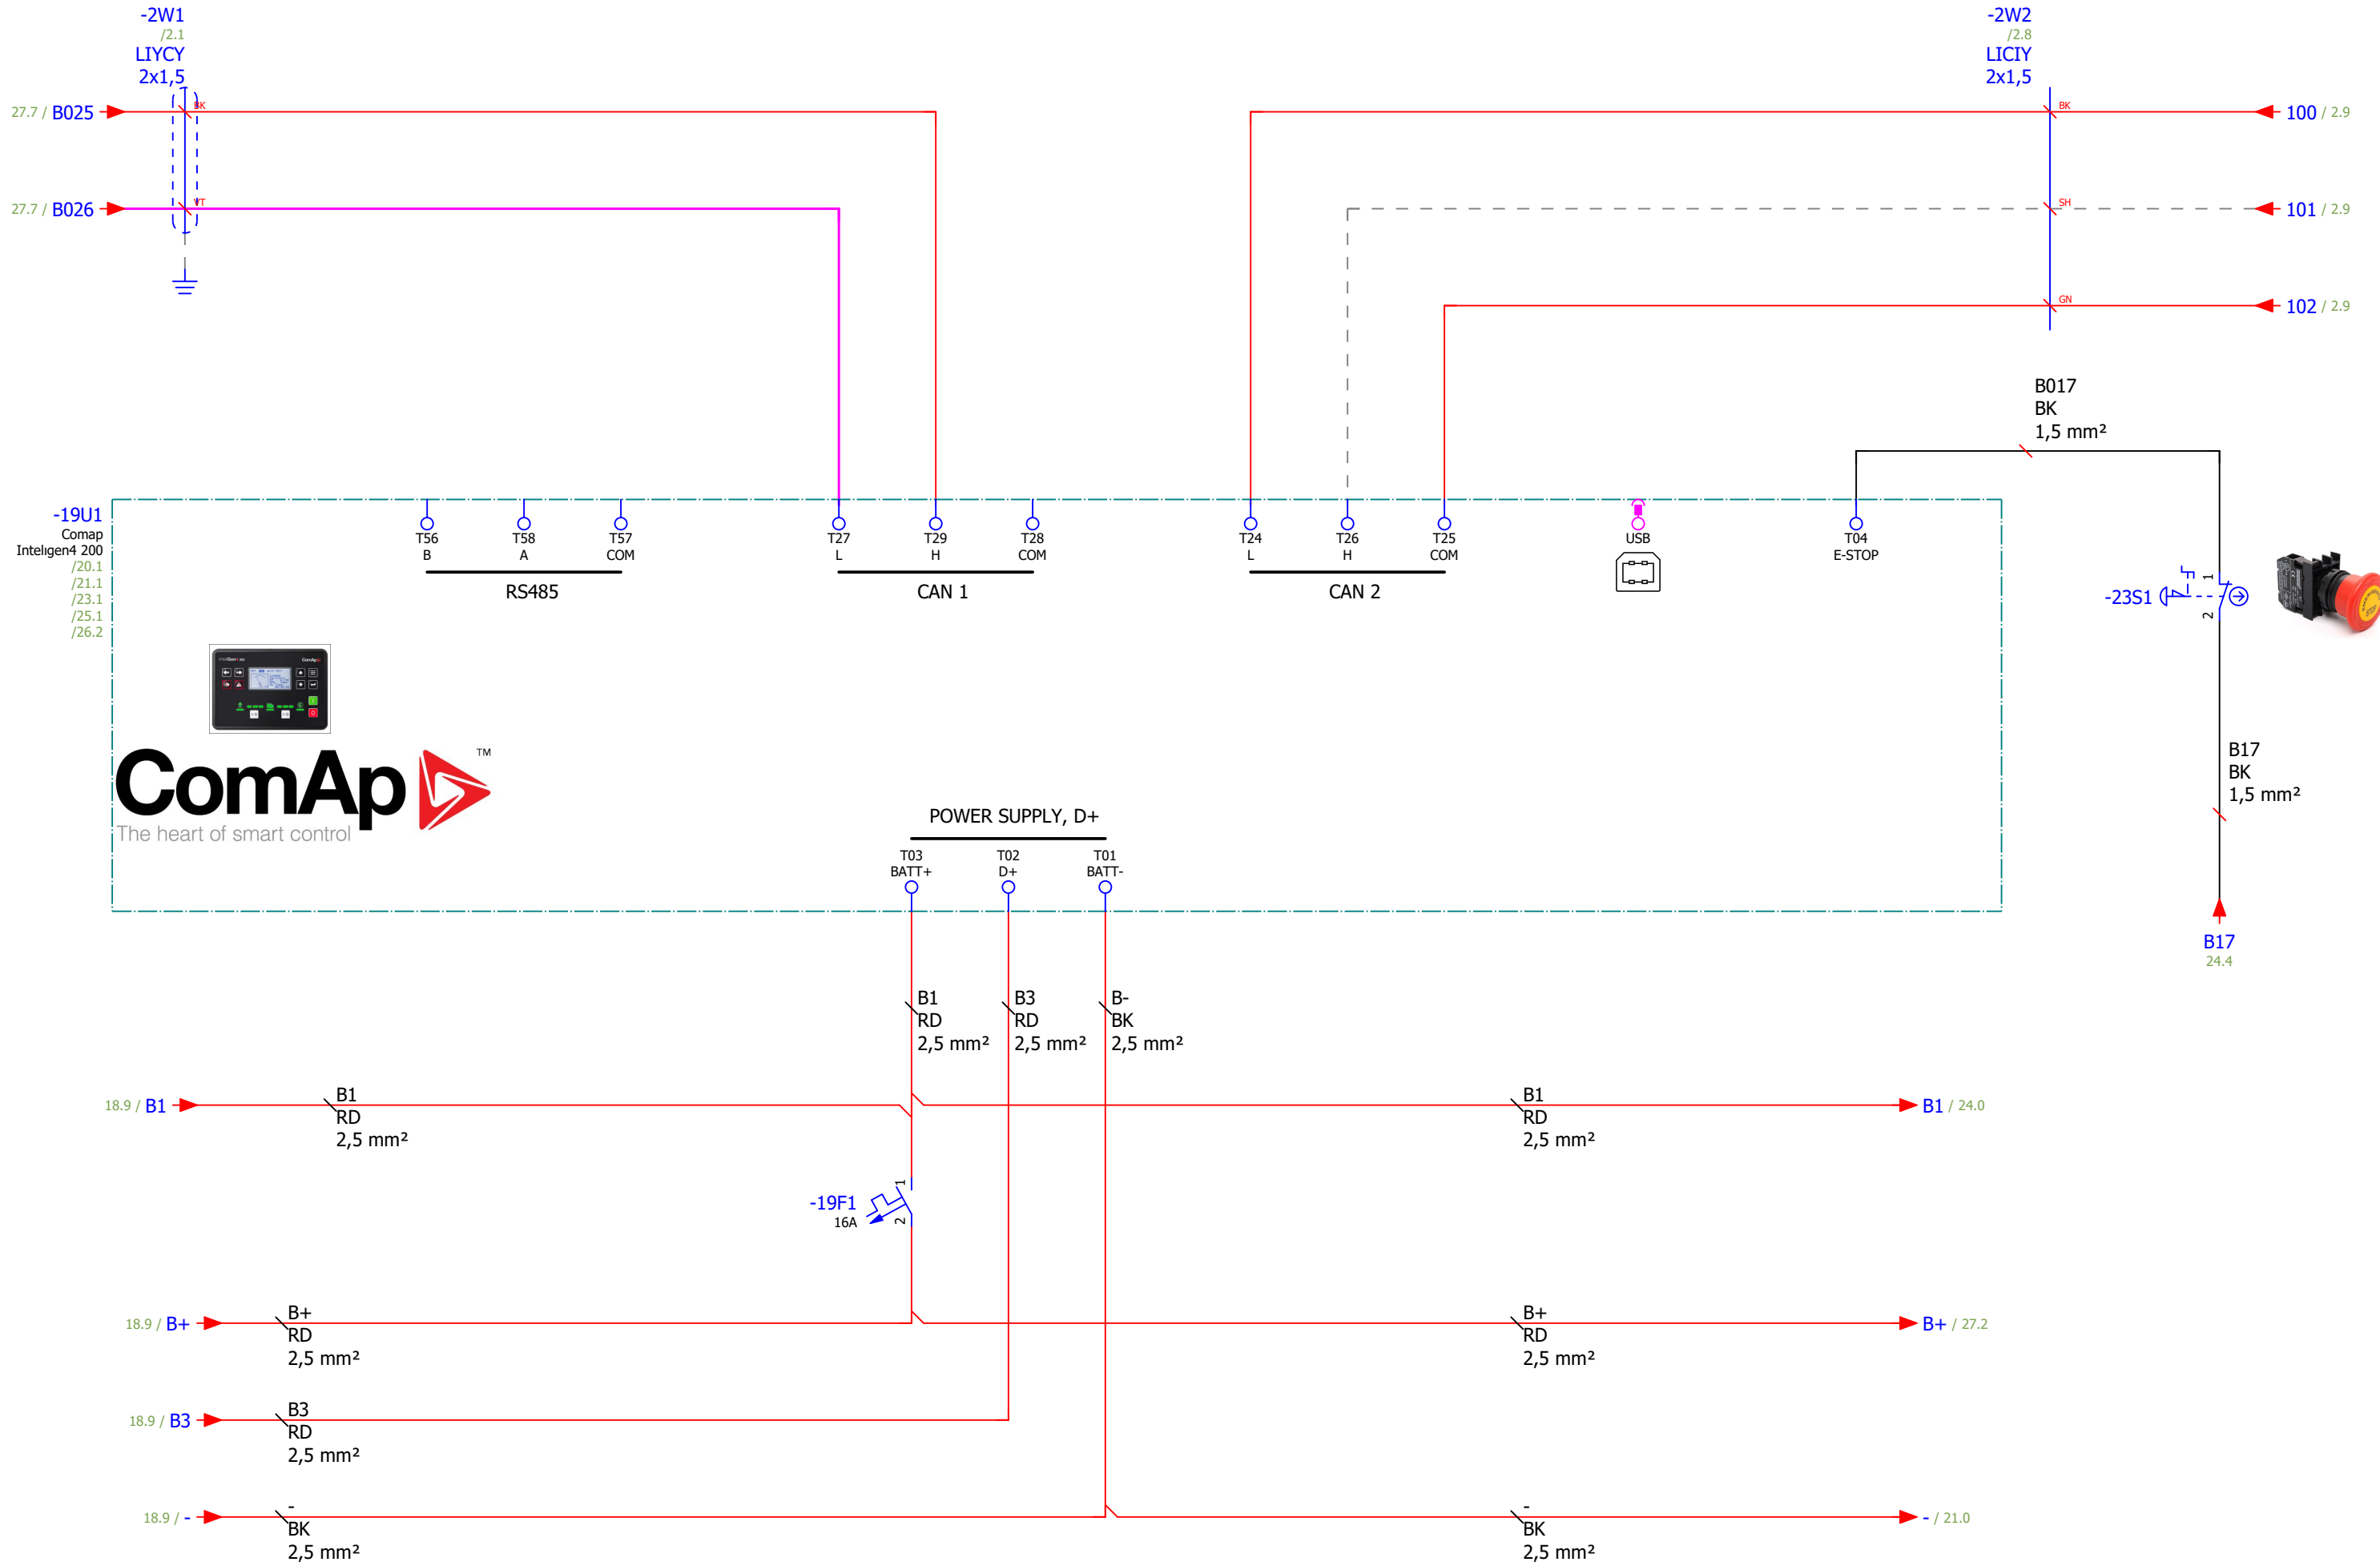 -2W1
/2.1
LIYCY
2x1,5
-2W2
/2.8
LICIY
2x1,5
27.7 / B025
BK
BK
100 / 2.9
27.7 / B026
VT
SH
101 / 2.9
GN
102 / 2.9
B017
BK
1,5 mm²
-19U1
Comap
Inteligen4 200
/20.1
/21.1
/23.1
/25.1
/26.2
T56
B
T58
A
T57
COM
RS485
T27
L
T29
H
T28
COM
CAN 1
T24
L
T26
H
T25
COM
CAN 2
USB
T04
E-STOP
-23S1
1
2
ComAp
ComAp
TM
The heart of smart control
B17
BK
1,5 mm²
POWER SUPPLY, D+
T03
BATT+
T02
D+
T01
BATT-
B17
24.4
B1
RD
2,5 mm²
B3
RD
2,5 mm²
B-
BK
2,5 mm²
18.9 / B1
B1
RD
2,5 mm²
B1
RD
2,5 mm²
B1 / 24.0
-19F1
16A
1
2
18.9 / B+
B+
RD
2,5 mm²
B+
RD
2,5 mm²
B+ / 27.2
18.9 / B3
B3
RD
2,5 mm²
18.9 / -
-
BK
2,5 mm²
-
BK
2,5 mm²
- / 21.0